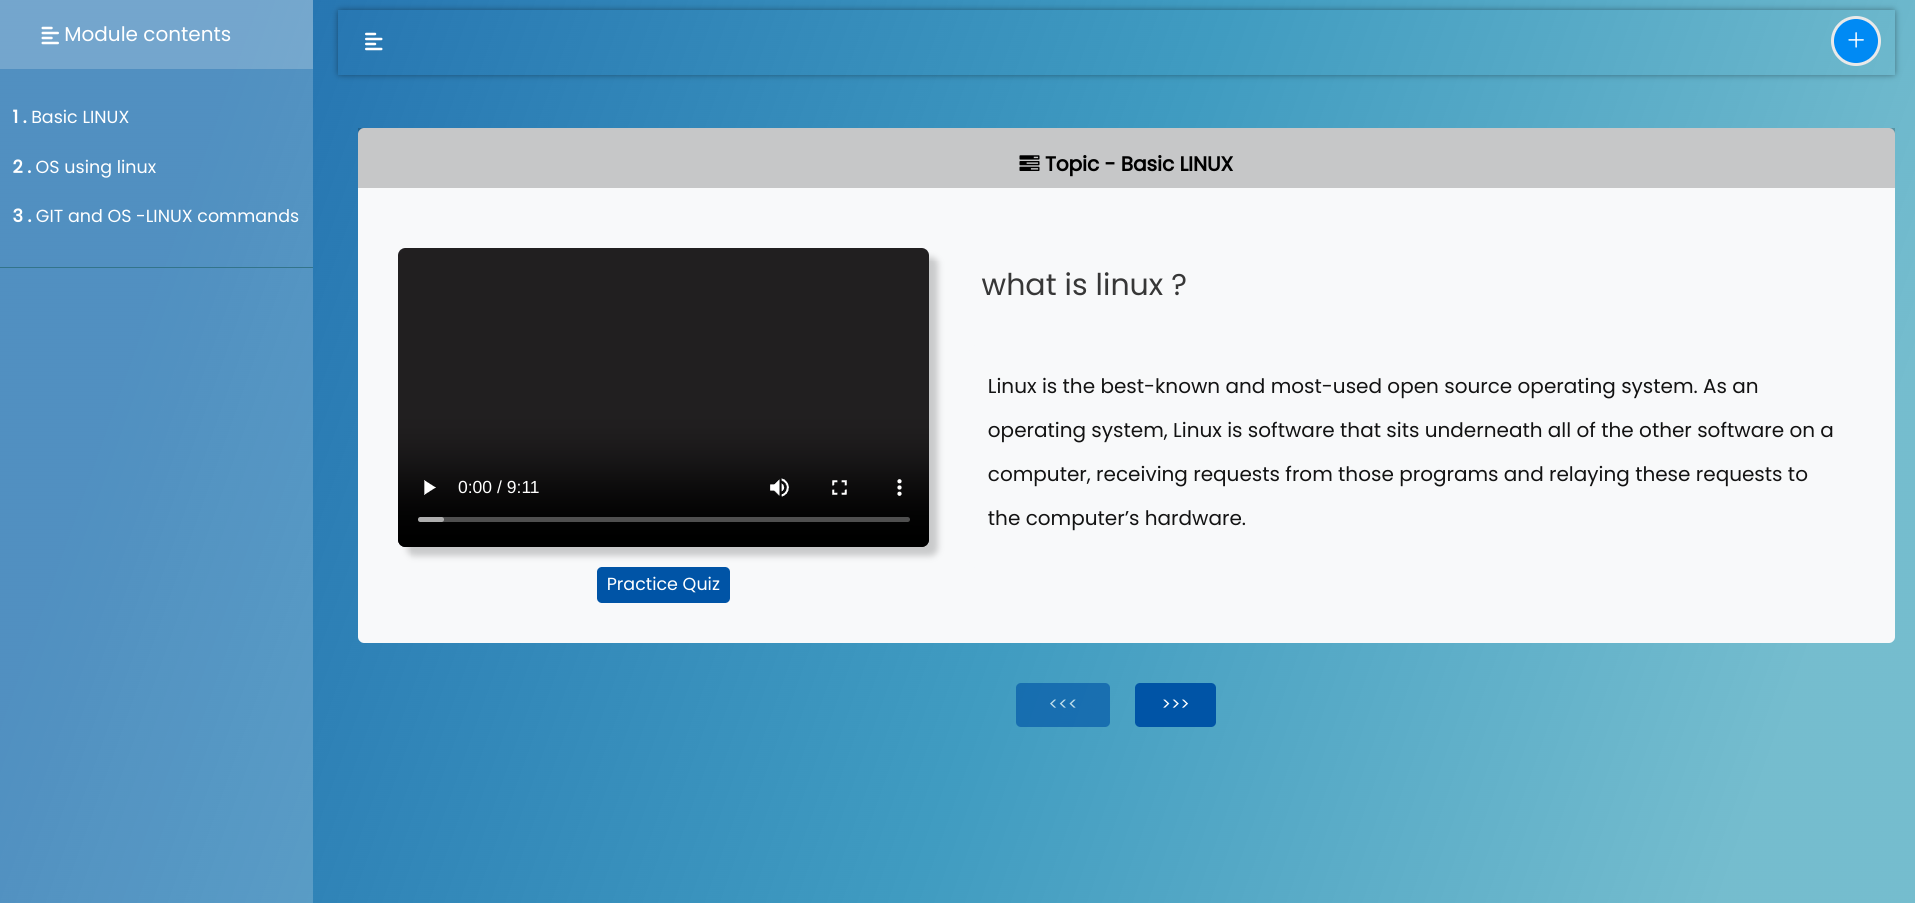 Module contents
1 . Basic LINUX
2 . OS using linux
3 . GIT and OS -LINUX commands
+
Topic - Basic LINUX
what is linux ?
Linux is the best-known and most-used open source operating system. As an
operating system, Linux is software that sits underneath all of the other software on a
computer, receiving requests from those programs and relaying these requests to
the computer’s hardware.
0:00 / 9:11
Practice Quiz
<<< >>>